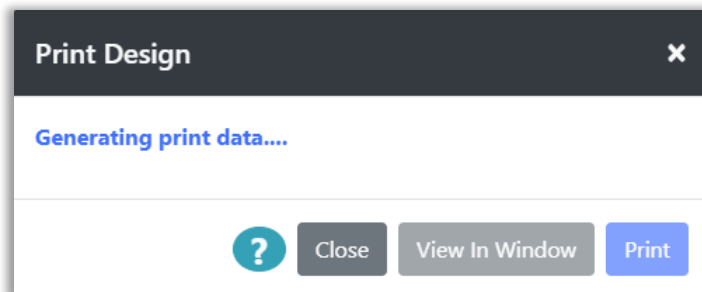 Print Design ×
Generating print data....
? Close View In Window Print